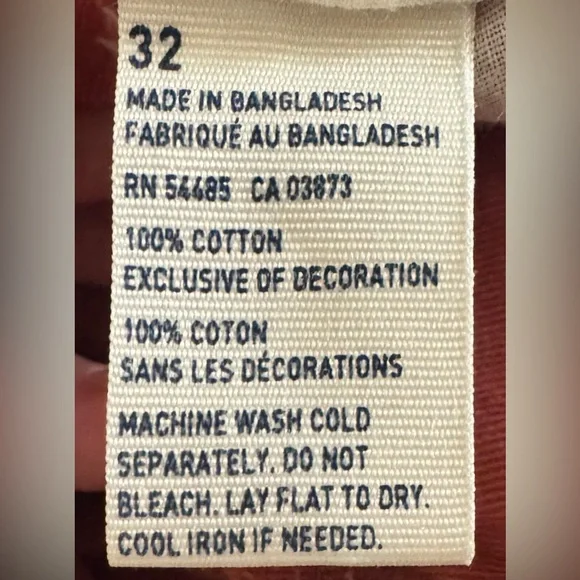 32
MADE IN BANGLADESH
FABRIQUÉ AU BANGLADESH
RN 54485 CA 03873
100% COTTON
EXCLUSIVE OF DECORATION
100% COTON
SANS LES DÉCORATIONS
MACHINE WASH COLD
SEPARATELY. DO NOT
BLEACH. LAY FLAT TO DRY.
COOL IRON IF NEEDED.